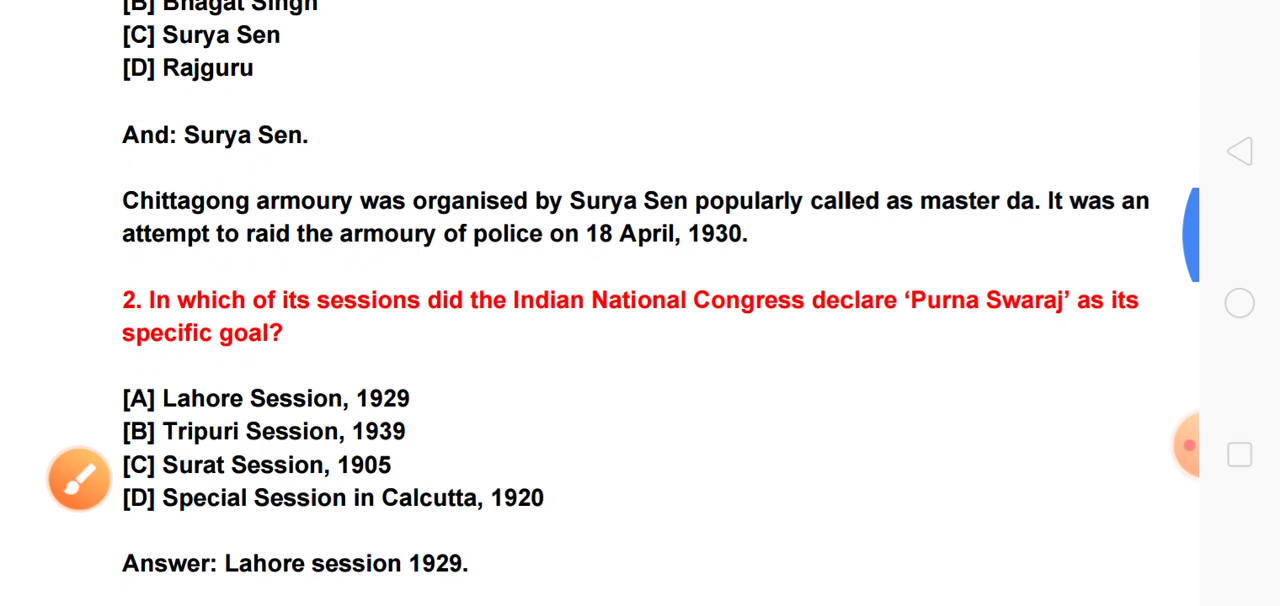 [B] Bhagat Singh
[C] Surya Sen
[D] Rajguru
And: Surya Sen.
Chittagong armoury was organised by Surya Sen popularly called as master da. It was an
attempt to raid the armoury of police on 18 April, 1930.
2. In which of its sessions did the Indian National Congress declare ‘Purna Swaraj’ as its
specific goal?
[A] Lahore Session, 1929
[B] Tripuri Session, 1939
[C] Surat Session, 1905
[D] Special Session in Calcutta, 1920
Answer: Lahore session 1929.